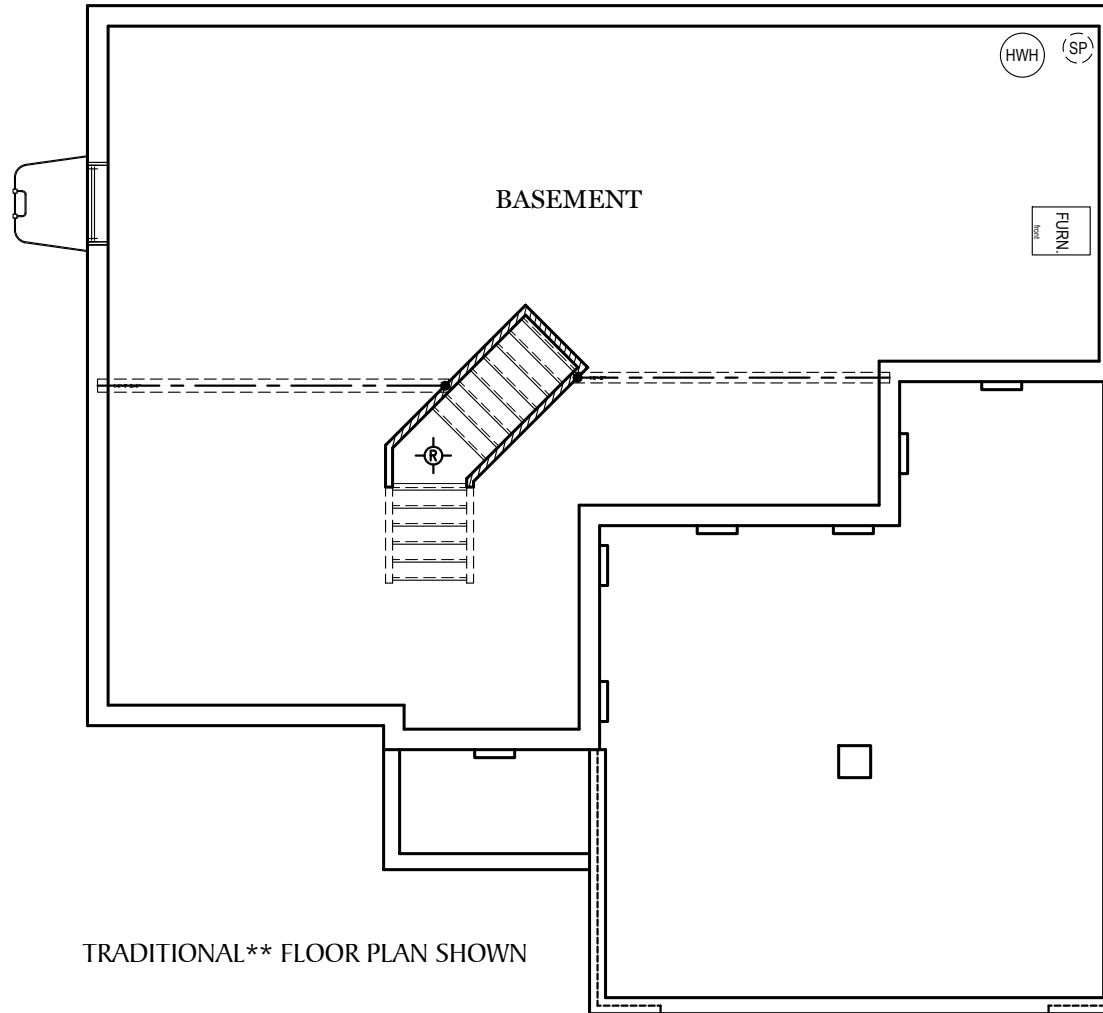 HWH
SP
BASEMENT
FURN.
front
R
TRADITIONAL** FLOOR PLAN SHOWN